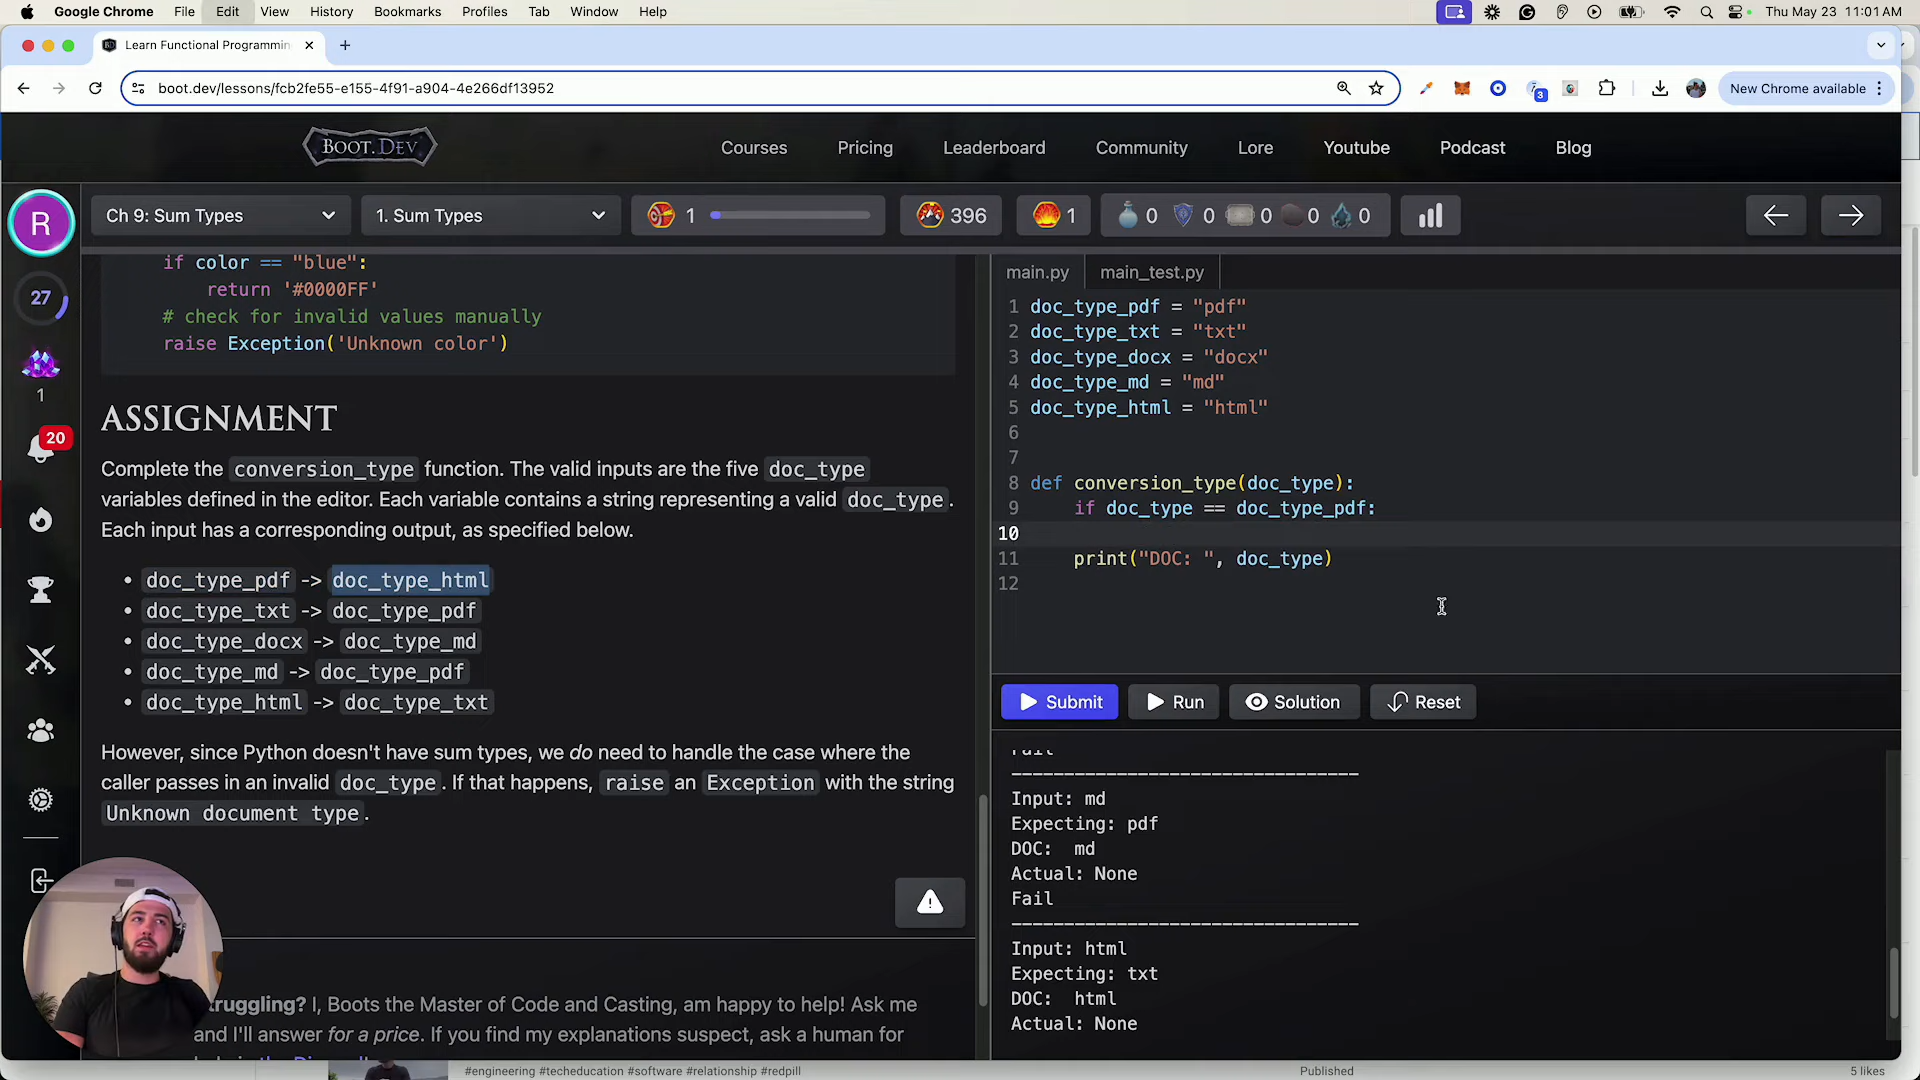 Google Chrome File Edit View History Bookmarks Profiles Tab Window Help Thu May 23 11:01 AM
Learn Functional Programmin
boot.dev/lessons/fcb2fe55-e155-4f91-a904-4e266df13952
3
New Chrome available
BOOT.DEV
Courses Pricing Leaderboard Community Lore Youtube Podcast Blog
R
Ch 9: Sum Types
1. Sum Types
1
396
1
0 0 0 0 0
27
1
20
if color == "blue":
return '#0000FF'
# check for invalid values manually
raise Exception('Unknown color')
ASSIGNMENT
Complete the conversion_type function. The valid inputs are the five doc_type
variables defined in the editor. Each variable contains a string representing a valid doc_type.
Each input has a corresponding output, as specified below.
• doc_type_pdf -> doc_type_html
• doc_type_txt -> doc_type_pdf
• doc_type_docx -> doc_type_md
• doc_type_md -> doc_type_pdf
• doc_type_html -> doc_type_txt
However, since Python doesn't have sum types, we do need to handle the case where the
caller passes in an invalid doc_type. If that happens, raise an Exception with the string
Unknown document type.
truggling? I, Boots the Master of Code and Casting, am happy to help! Ask me
and I'll answer for a price. If you find my explanations suspect, ask a human for
main.py main_test.py
1 doc_type_pdf = "pdf"
2 doc_type_txt = "txt"
3 doc_type_docx = "docx"
4 doc_type_md = "md"
5 doc_type_html = "html"
6
7
8 def conversion_type(doc_type):
9 if doc_type == doc_type_pdf:
10
11 print("DOC: ", doc_type)
12
Submit Run Solution Reset
Fail
---------------------------------
Input: md
Expecting: pdf
DOC:  md
Actual: None
Fail
---------------------------------
Input: html
Expecting: txt
DOC:  html
Actual: None
#engineering #techeducation #software #relationship #redpill
Published
5 likes